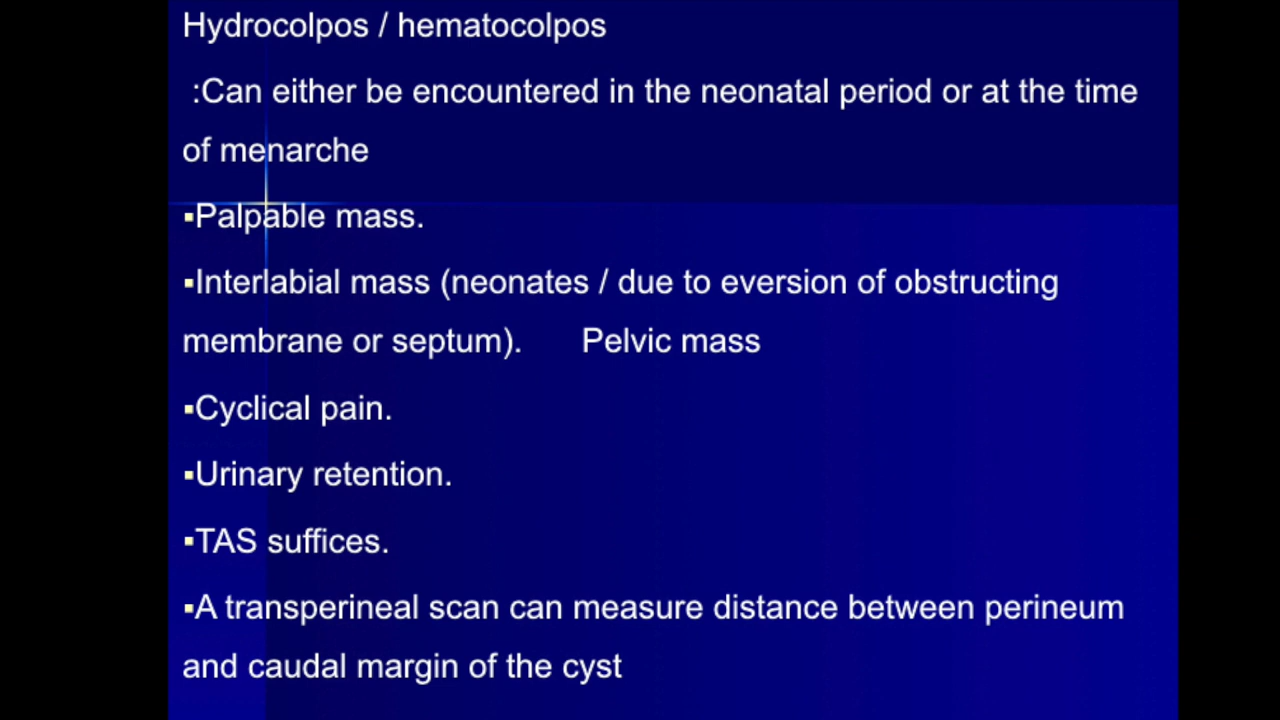 Hydrocolpos / hematocolpos
:Can either be encountered in the neonatal period or at the time
of menarche
▪Palpable mass.
▪Interlabial mass (neonates / due to eversion of obstructing
membrane or septum). Pelvic mass
▪Cyclical pain.
▪Urinary retention.
▪TAS suffices.
▪A transperineal scan can measure distance between perineum
and caudal margin of the cyst